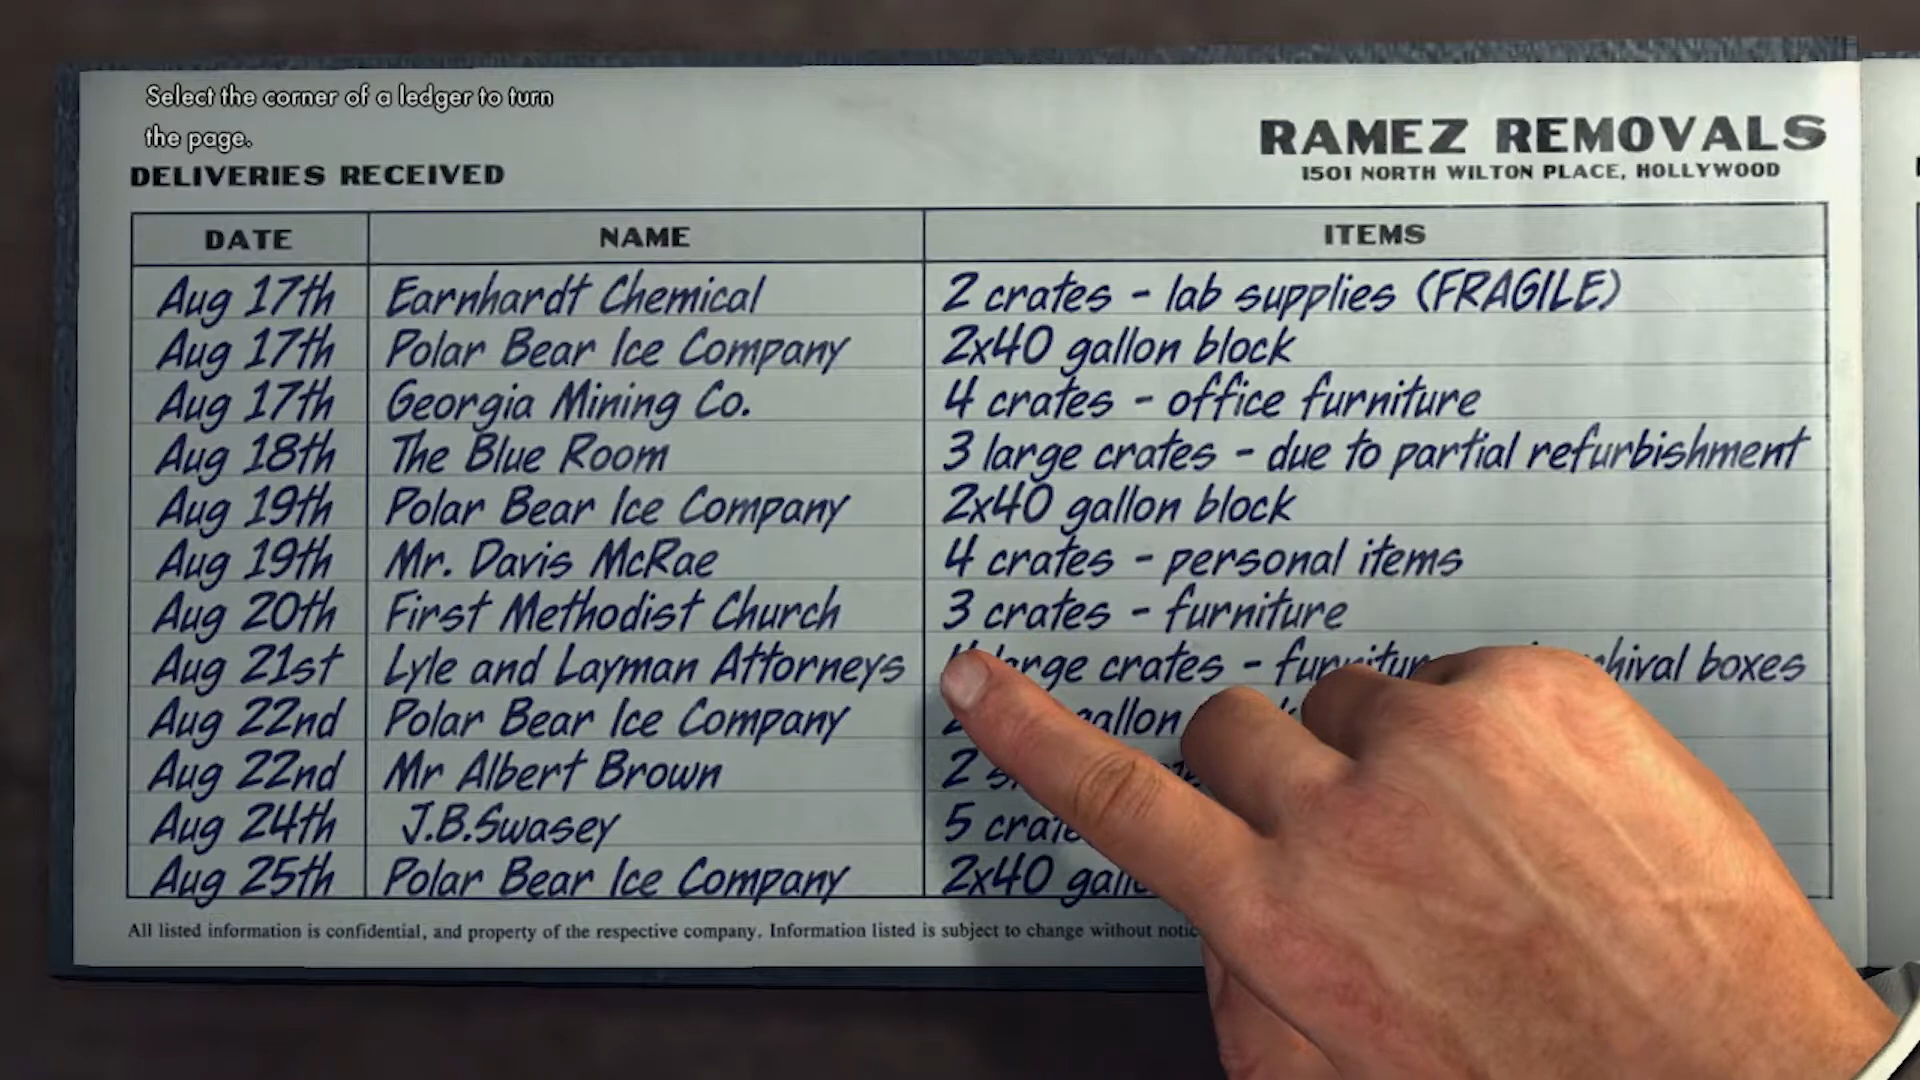 Select the corner of a ledger to turn
the page.
RAMEZ REMOVALS
DELIVERIES RECEIVED
1501 NORTH WILTON PLACE, HOLLYWOOD
DATE NAME ITEMS
Aug 17th Earnhardt Chemical 2 crates - lab supplies (FRAGILE)
Aug 17th Polar Bear Ice Company 2x40 gallon block
Aug 17th Georgia Mining Co. 4 crates - office furniture
Aug 18th The Blue Room 3 large crates - due to partial refurbishment
Aug 19th Polar Bear Ice Company 2x40 gallon block
Aug 19th Mr. Davis McRae 4 crates - personal items
Aug 20th First Methodist Church 3 crates - furniture
Aug 21st Lyle and Layman Attorneys large crates - boxes
Aug 22nd Polar Bear Ice Company gallon
Aug 22nd Mr Albert Brown 2
Aug 24th J.B.Swasey 5
Aug 25th Polar Bear Ice Company 2x40
All listed information is confidential, and property of the respective company. Information listed is subject to change without